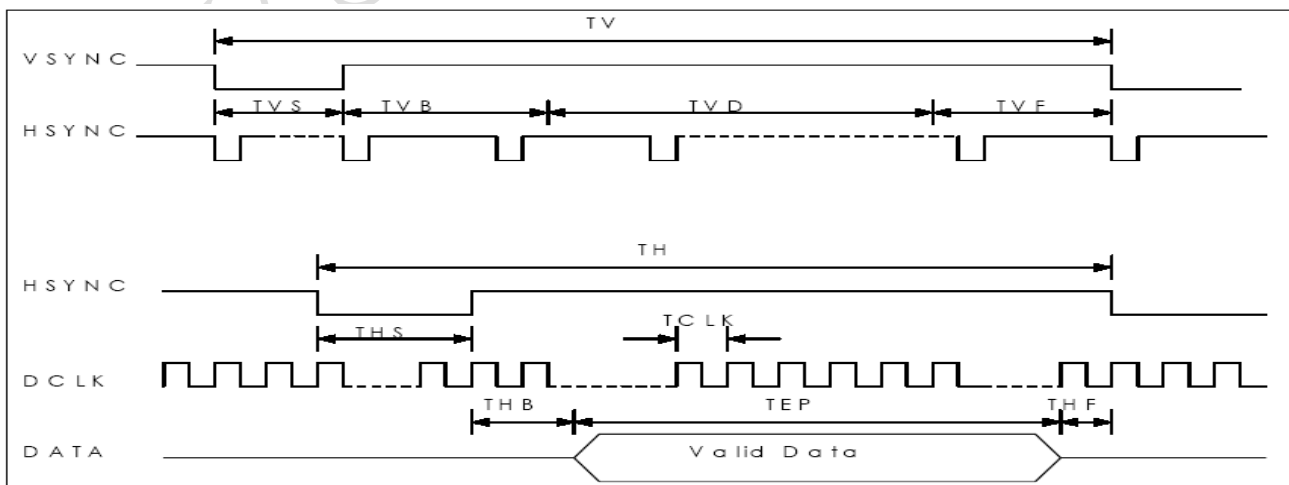 TV
VSYNC
TVS TVB TVD TVF
HSYNC
TH
HSYNC
THS TCLK
DCLK
THB TEP THF
DATA Valid Data